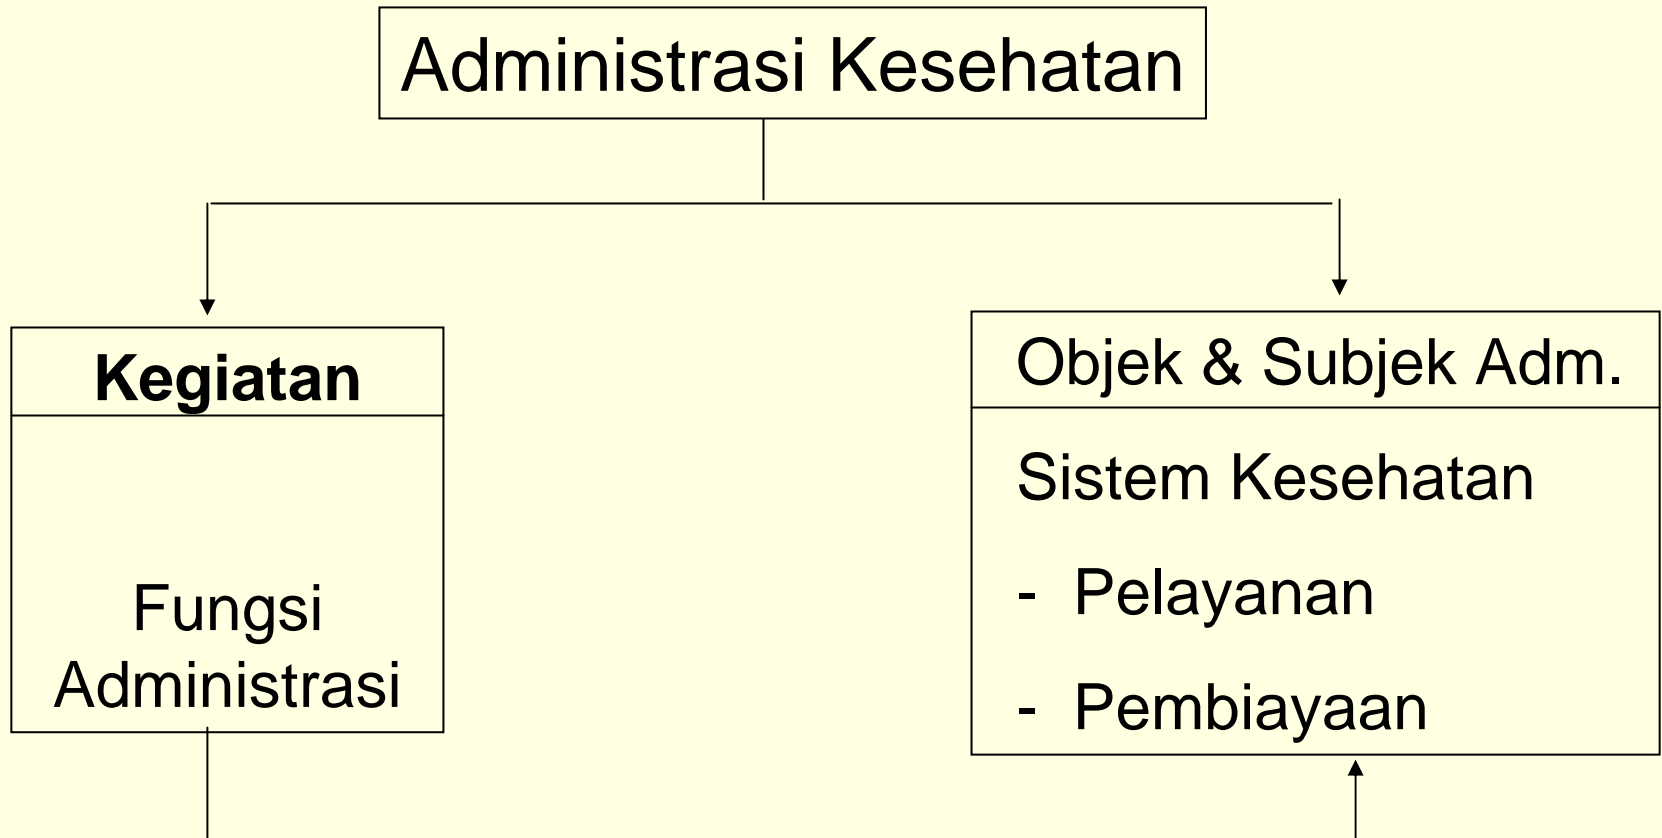 Administrasi Kesehatan
Kegiatan
Fungsi
Administrasi
Objek & Subjek Adm.
Sistem Kesehatan
- Pelayanan
- Pembiayaan